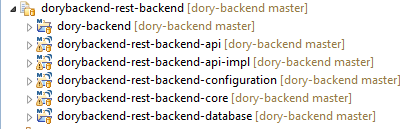 dorybackend-rest-backend [dory-backend master]
dory-backend [dory-backend master]
dorybackend-rest-backend-api [dory-backend master]
dorybackend-rest-backend-api-impl [dory-backend master]
dorybackend-rest-backend-configuration [dory-backend master]
dorybackend-rest-backend-core [dory-backend master]
dorybackend-rest-backend-database [dory-backend master]